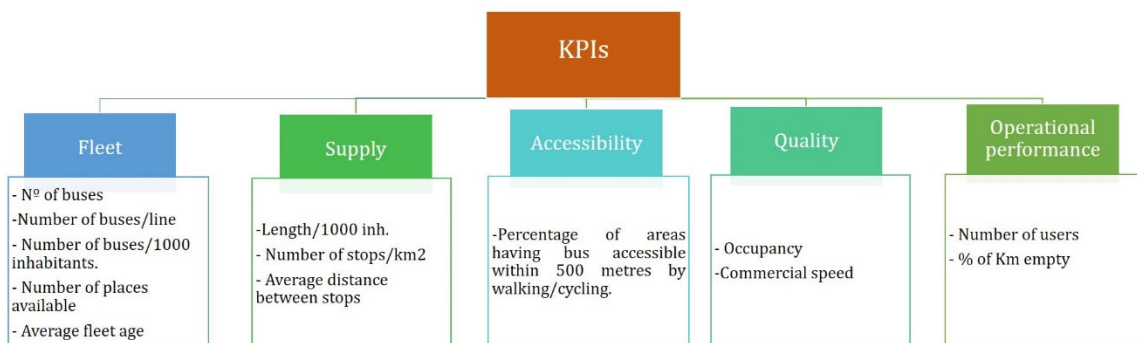 KPIs
Fleet
- Nº of buses
-Number of buses/line
- Number of buses/1000
inhabitants.
- Number of places
available
- Average fleet age
Supply
-Length/1000 inh.
- Number of stops/km2
- Average distance
between stops
Accessibility
-Percentage of areas
having bus accessible
within 500 metres by
walking/cycling.
Quality
- Occupancy
-Commercial speed
Operational
performance
- Number of users
- % of Km empty